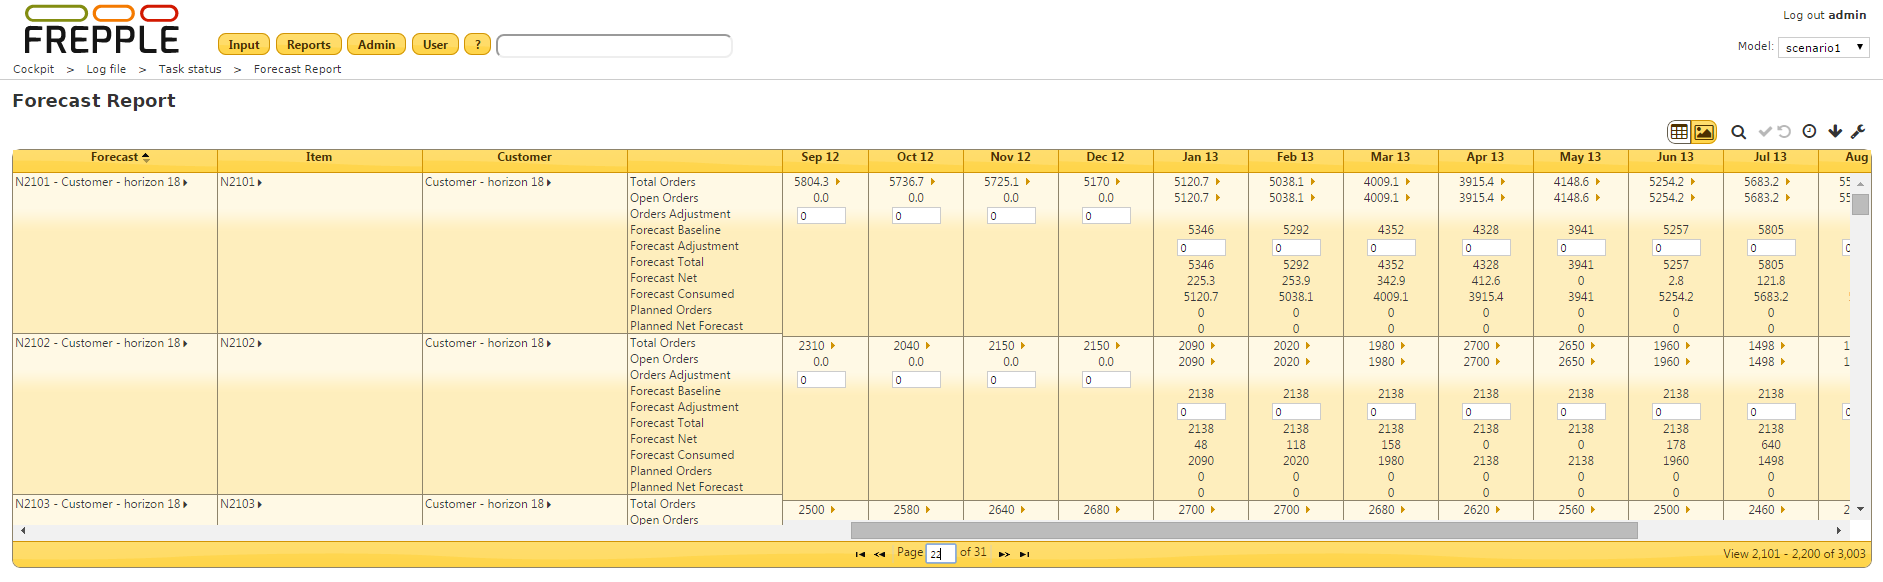 FREPPLE
Input Reports Admin User ?
Log out admin
Model: scenario1
Cockpit > Log file > Task status > Forecast Report
Forecast Report
Forecast Item Customer Sep 12 Oct 12 Nov 12 Dec 12 Jan 13 Feb 13 Mar 13 Apr 13 May 13 Jun 13 Jul 13 Aug
N2101 - Customer - horizon 18 N2101 Customer - horizon 18 Total Orders 5804.3 5736.7 5725.1 5170 5120.7 5038.1 4009.1 3915.4 4148.6 5254.2 5683.2 55
Open Orders 0.0 0.0 0.0 0.0 5120.7 5038.1 4009.1 3915.4 4148.6 5254.2 5683.2 55
Orders Adjustment 0 0 0 0
Forecast Baseline 5346 5292 4352 4328 3941 5257 5805
Forecast Adjustment 0 0 0 0 0 0 0 0
Forecast Total 5346 5292 4352 4328 3941 5257 5805
Forecast Net 225.3 253.9 342.9 412.6 0 2.8 121.8
Forecast Consumed 5120.7 5038.1 4009.1 3915.4 3941 5254.2 5683.2
Planned Orders 0 0 0 0 0 0 0
Planned Net Forecast 0 0 0 0 0 0 0
N2102 - Customer - horizon 18 N2102 Customer - horizon 18 Total Orders 2310 2040 2150 2150 2090 2020 1980 2700 2650 1960 1498 1
Open Orders 0.0 0.0 0.0 0.0 2090 2020 1980 2700 2650 1960 1498 1
Orders Adjustment 0 0 0 0
Forecast Baseline 2138 2138 2138 2138 2138 2138 2138
Forecast Adjustment 0 0 0 0 0 0 0 0
Forecast Total 2138 2138 2138 2138 2138 2138 2138
Forecast Net 48 118 158 0 0 178 640
Forecast Consumed 2090 2020 1980 2138 2138 1960 1498
Planned Orders 0 0 0 0 0 0 0
Planned Net Forecast 0 0 0 0 0 0 0
N2103 - Customer - horizon 18 N2103 Customer - horizon 18 Total Orders 2500 2580 2640 2680 2700 2700 2680 2620 2560 2500 2460 2
Open Orders
Page 22 of 31
View 2,101 - 2,200 of 3,003